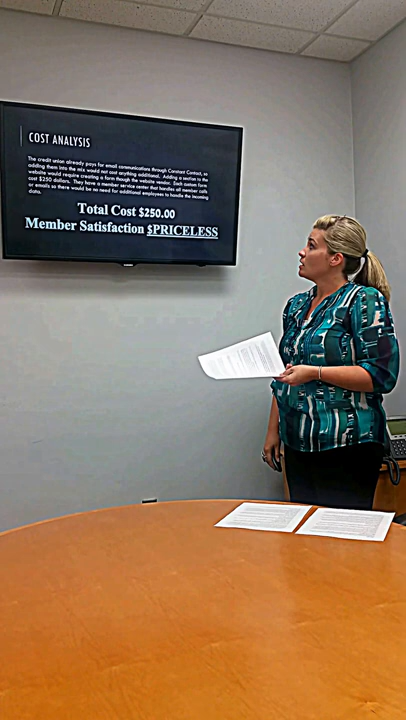 COST ANALYSIS
The credit union already pays for email communications through Constant Contact, so
adding them into the mix would not cost anything additional. Adding a section to the
website would require creating a form though the website vendor. Each custom form
cost $250 dollars. They have a member service center that handles all member calls
or emails so there would be no need for additional employees to handle the incoming
data.
Total Cost $250.00
Member Satisfaction $PRICELESS